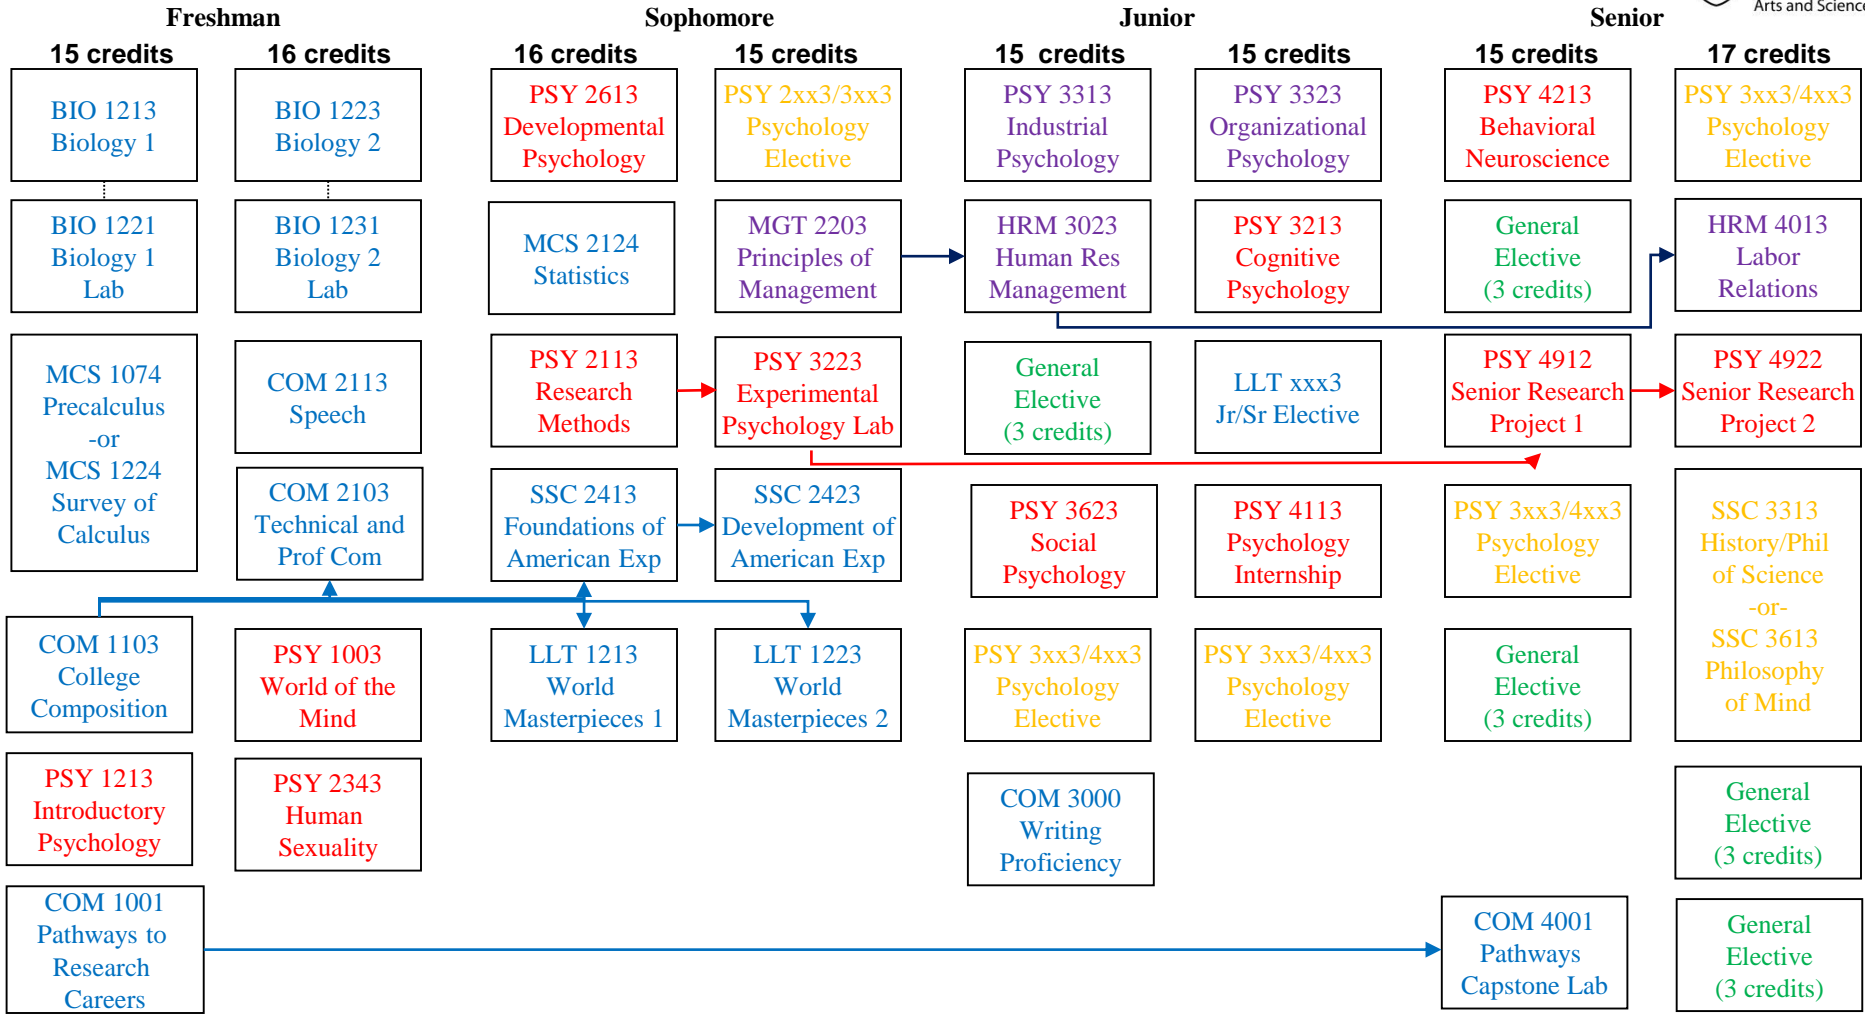 Arts and Science
Freshman
Sophomore
Junior
Senior
15 credits
16 credits
16 credits
15 credits
15 credits
15 credits
15 credits
17 credits
BIO 1213
Biology 1
BIO 1223
Biology 2
PSY 2613
Developmental
Psychology
PSY 2xx3/3xx3
Psychology
Elective
PSY 3313
Industrial
Psychology
PSY 3323
Organizational
Psychology
PSY 4213
Behavioral
Neuroscience
PSY 3xx3/4xx3
Psychology
Elective
BIO 1221
Biology 1
Lab
BIO 1231
Biology 2
Lab
MCS 2124
Statistics
MGT 2203
Principles of
Management
HRM 3023
Human Res
Management
PSY 3213
Cognitive
Psychology
General
Elective
(3 credits)
HRM 4013
Labor
Relations
MCS 1074
Precalculus
-or
MCS 1224
Survey of
Calculus
COM 2113
Speech
PSY 2113
Research
Methods
PSY 3223
Experimental
Psychology Lab
General
Elective
(3 credits)
LLT xxx3
Jr/Sr Elective
PSY 4912
Senior Research
Project 1
PSY 4922
Senior Research
Project 2
COM 2103
Technical and
Prof Com
SSC 2413
Foundations of
American Exp
SSC 2423
Development of
American Exp
PSY 3623
Social
Psychology
PSY 4113
Psychology
Internship
PSY 3xx3/4xx3
Psychology
Elective
SSC 3313
History/Phil
of Science
-or-
SSC 3613
Philosophy
of Mind
COM 1103
College
Composition
PSY 1003
World of the
Mind
LLT 1213
World
Masterpieces 1
LLT 1223
World
Masterpieces 2
PSY 3xx3/4xx3
Psychology
Elective
PSY 3xx3/4xx3
Psychology
Elective
General
Elective
(3 credits)
PSY 1213
Introductory
Psychology
PSY 2343
Human
Sexuality
COM 3000
Writing
Proficiency
General
Elective
(3 credits)
COM 1001
Pathways to
Research
Careers
COM 4001
Pathways
Capstone Lab
General
Elective
(3 credits)